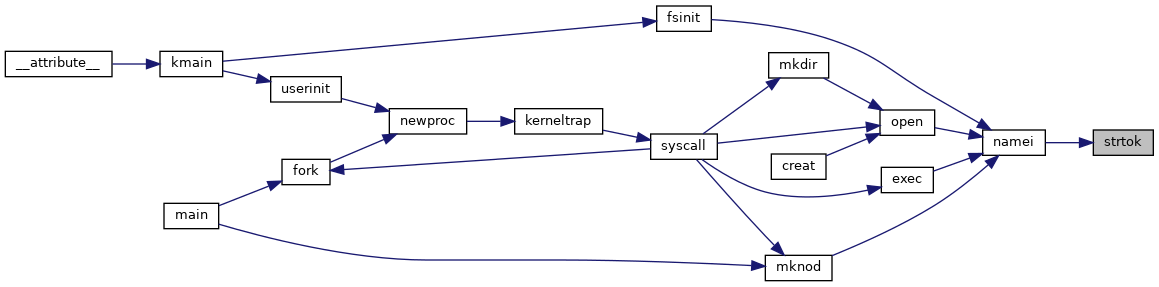 fsinit
__attribute__
kmain
mkdir
userinit
newproc
kerneltrap
open
syscall
namei
strtok
creat
fork
exec
main
mknod